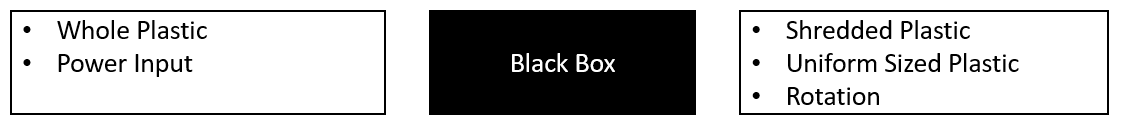 • Whole Plastic
• Power Input
Black Box
• Shredded Plastic
• Uniform Sized Plastic
• Rotation